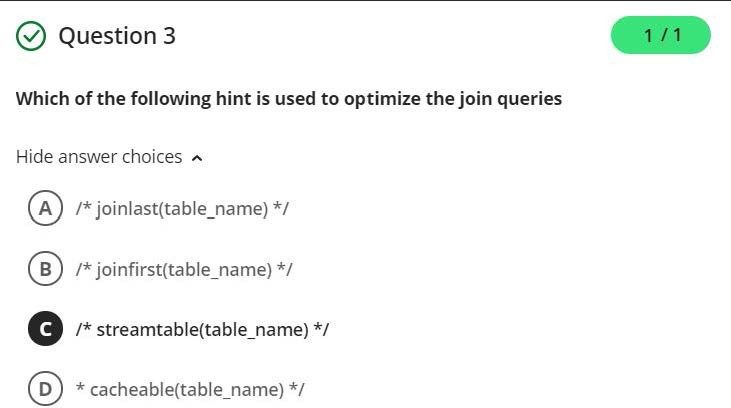 Question 3
1 / 1
Which of the following hint is used to optimize the join queries
Hide answer choices
A /* joinlast(table_name) */
B /* joinfirst(table_name) */
C /* streamtable(table_name) */
D * cacheable(table_name) */